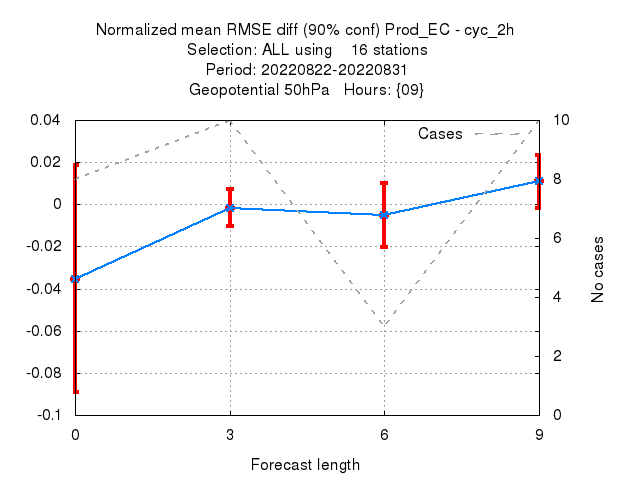 Normalized mean RMSE diff (90% conf) Prod_EC - cyc_2h
Selection: ALL using    16 stations
Period: 20220822-20220831
Geopotential 50hPa   Hours: {09}
Cases
0.04
0.02
0
-0.02
-0.04
-0.06
-0.08
-0.1
10
8
6
4
2
0
No cases
0 3 6 9
Forecast length